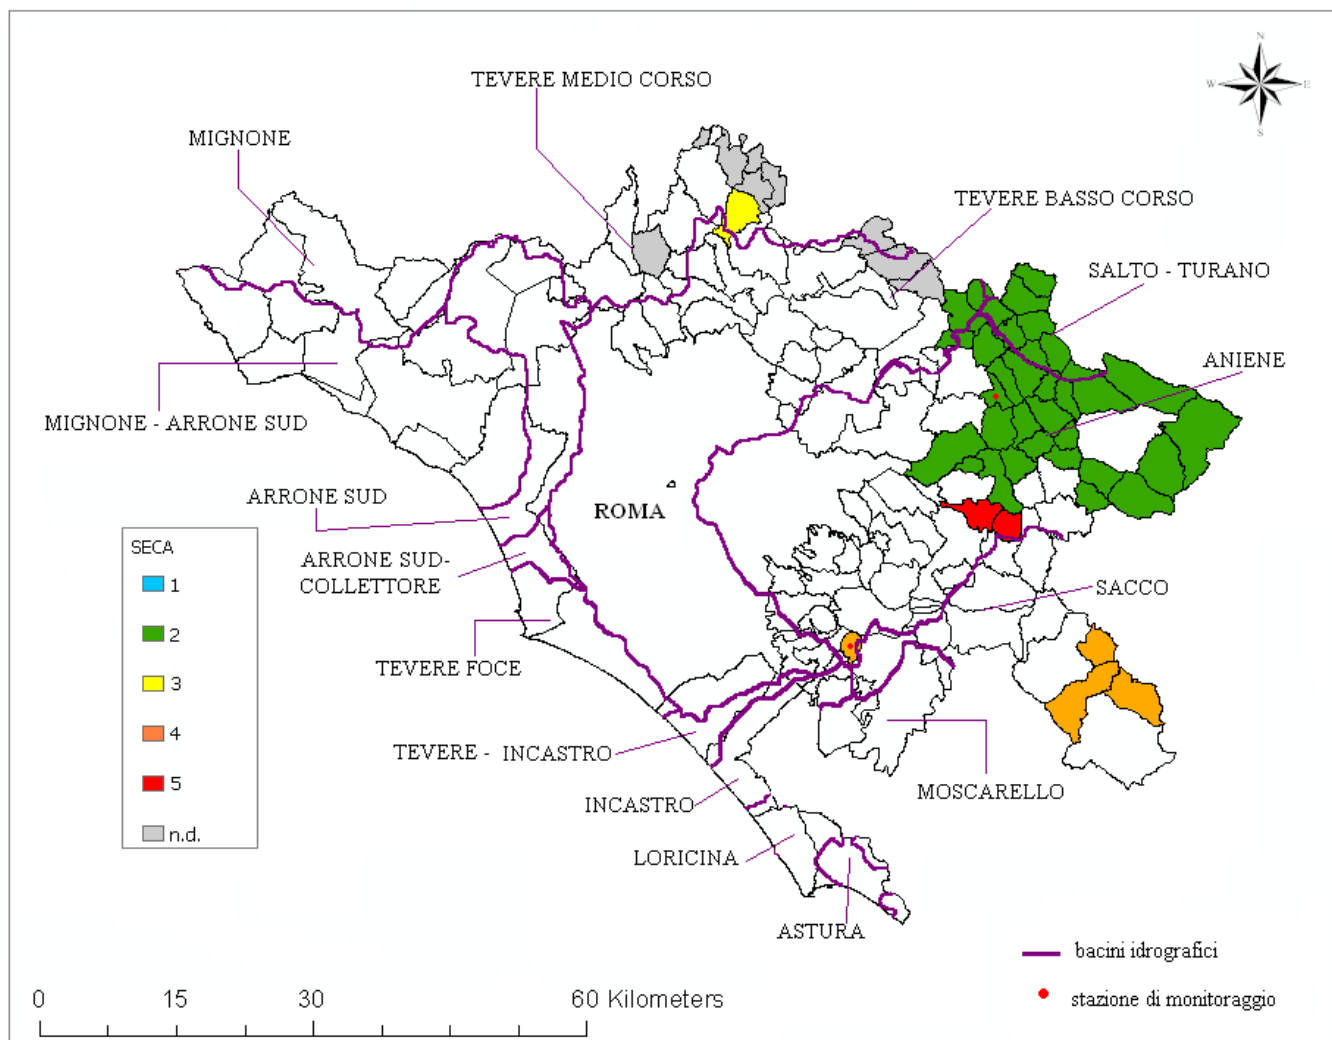 N
W
E
S
TEVERE MEDIO CORSO
MIGNONE
TEVERE BASSO CORSO
SALTO - TURANO
ANIENE
MIGNONE - ARRONE SUD
ARRONE SUD
ROMA
ARRONE SUD-
COLLETTORE
SACCO
TEVERE FOCE
TEVERE - INCASTRO
INCASTRO
MOSCARELLO
LORICINA
ASTURA
SECA
1
2
3
4
5
n.d.
bacini idrografici
stazione di monitoraggio
0 15 30 60 Kilometers